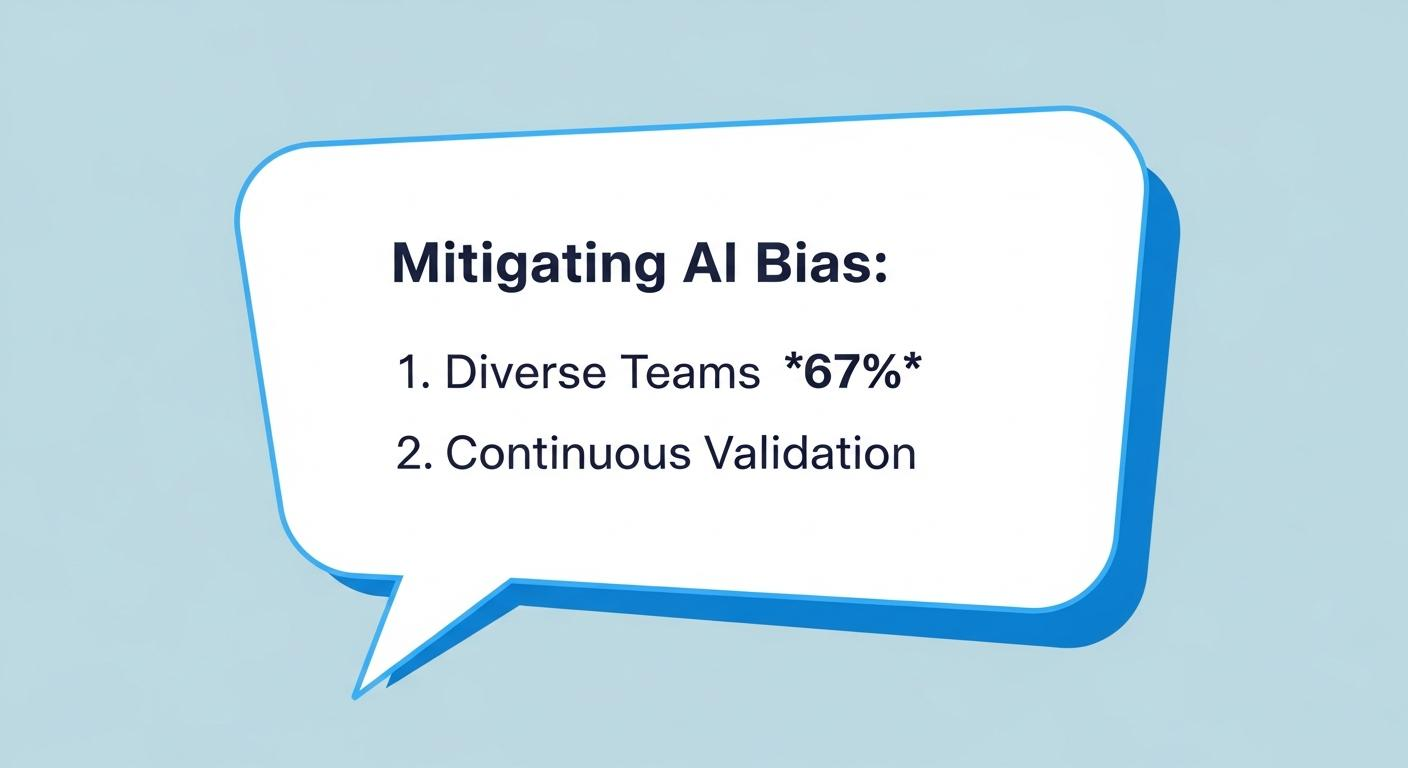 Mitigating AI Bias:
1. Diverse Teams *67%*
2. Continuous Validation